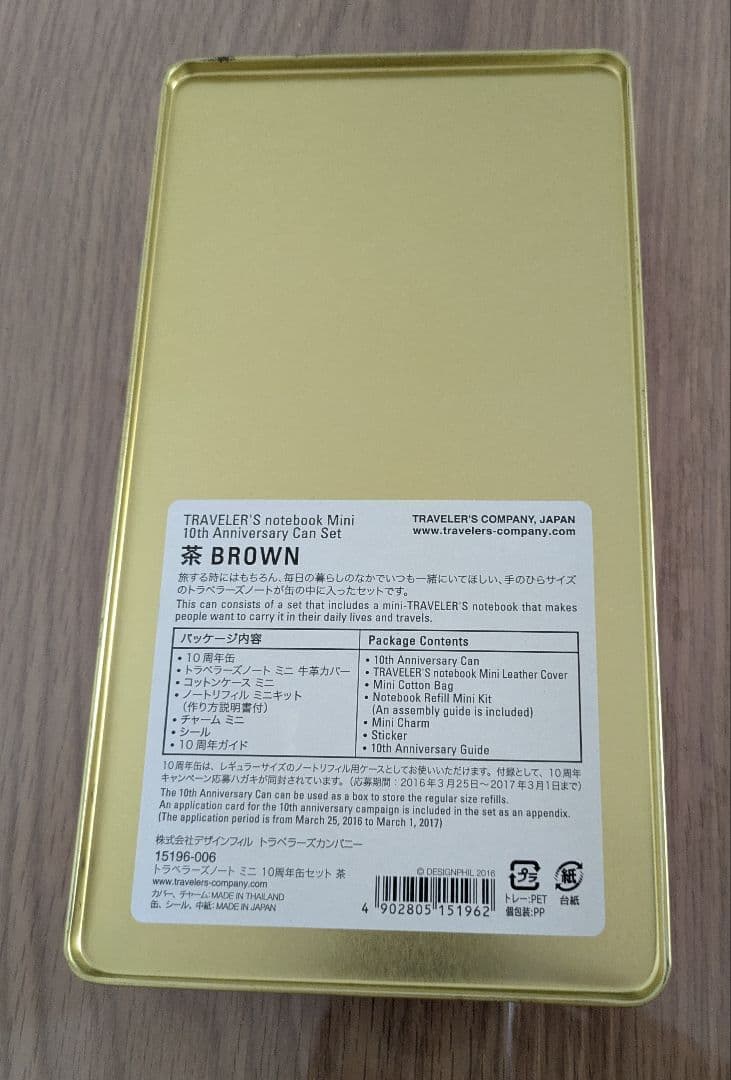 TRAVELER'S notebook Mini
10th Anniversary Can Set
TRAVELER'S COMPANY, JAPAN
www.travelers-company.com
茶 BROWN
旅する時にはもちろん、毎日の暮らしのなかでいつも一緒にいてほしい、手のひらサイズ
のトラベラーズノートが缶の中に入ったセットです。
This can consists of a set that includes a mini-TRAVELER'S notebook that makes
people want to carry it in their daily lives and travels.
パッケージ内容
• 10周年缶
• トラベラーズノート ミニ 牛革カバー
• コットンケース ミニ
• ノートリフィル ミニキット
(作り方説明書付)
• チャーム ミニ
• シール
• 10周年ガイド
Package Contents
• 10th Anniversary Can
• TRAVELER'S notebook Mini Leather Cover
• Mini Cotton Bag
• Notebook Refill Mini Kit
(An assembly guide is included)
• Mini Charm
• Sticker
• 10th Anniversary Guide
10周年缶は、レギュラーサイズのノートリフィル用ケースとしてお使いいただけます。付録として、10周年
キャンペーン応募ハガキが同封されています。(応募期間:2016年3月25日〜2017年3月1日まで)
The 10th Anniversary Can can be used as a box to store the regular size refills.
An application card for the 10th anniversary campaign is included in the set as an appendix.
(The application period is from March 25, 2016 to March 1, 2017)
株式会社デザインフィル トラベラーズカンパニー
15196-006
トラベラーズノート ミニ 10周年缶セット 茶
www.travelers-company.com
カバー、チャーム:MADE IN THAILAND
缶、シール、中紙:MADE IN JAPAN
© DESIGNPHIL 2016
4 902805 151962
プラ
トレー:PET
個包装:PP
紙
台紙